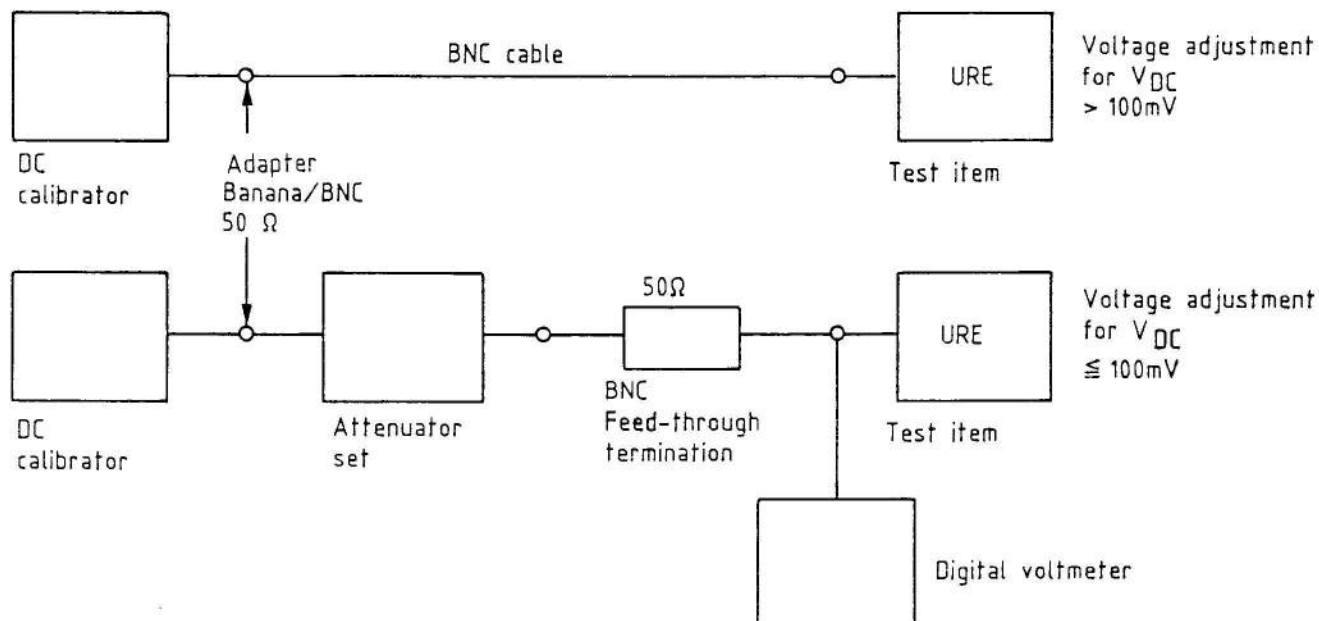 BNC cable
URE
Voltage adjustment
for V DC
> 100mV
DC
calibrator
Adapter
Banana/BNC
50 Ω
Test item
50Ω
URE
Voltage adjustment
for V DC
≦ 100mV
DC
calibrator
Attenuator
set
BNC
Feed-through
termination
Test item
Digital voltmeter